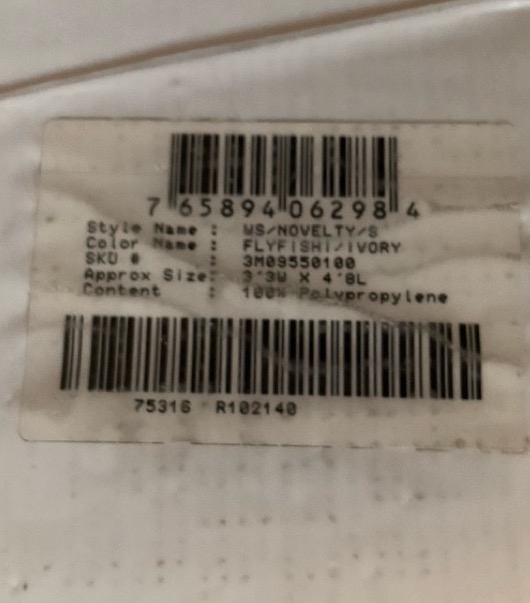 7 65894 06298 4
Style Name : WS/NOVELTY/S
Color Name : FLYFISHI/IVORY
SKU # : 3M09550100
Approx Size: 3'3W X 4'8L
Content : 100% Polypropylene
75316 R102140